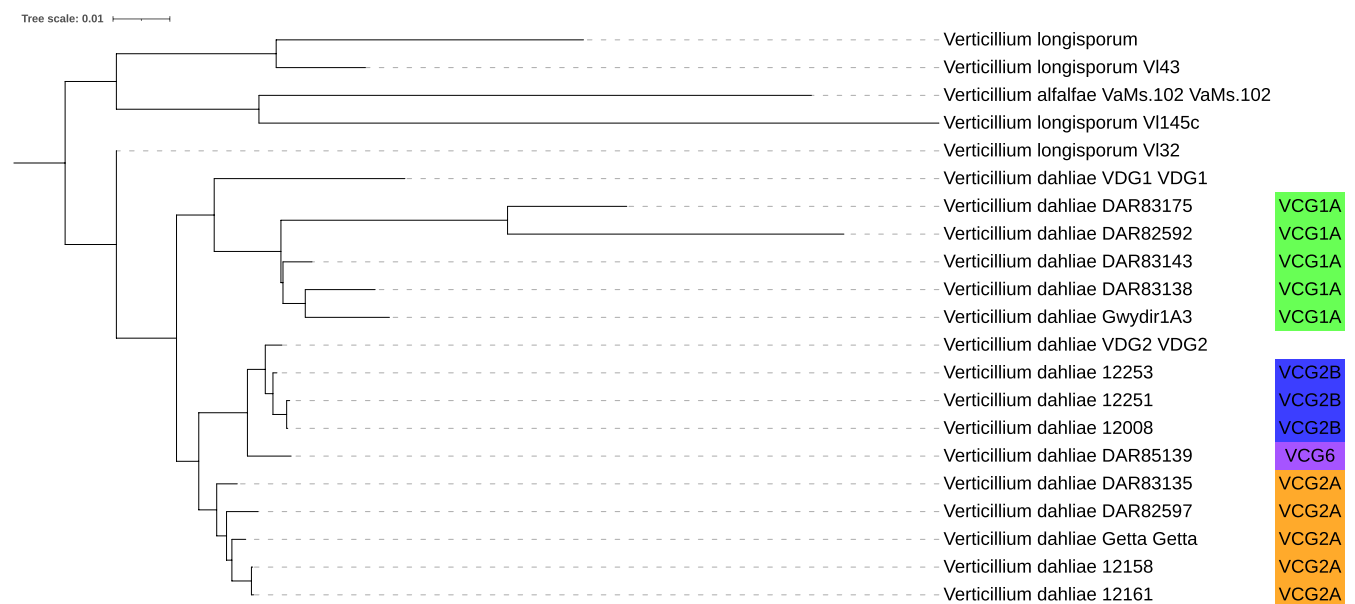 Tree scale: 0.01
Verticillium longisporum
Verticillium longisporum Vl43
Verticillium alfalfae VaMs.102 VaMs.102
Verticillium longisporum Vl145c
Verticillium longisporum Vl32
Verticillium dahliae VDG1 VDG1
Verticillium dahliae DAR83175 VCG1A
Verticillium dahliae DAR82592 VCG1A
Verticillium dahliae DAR83143 VCG1A
Verticillium dahliae DAR83138 VCG1A
Verticillium dahliae Gwydir1A3 VCG1A
Verticillium dahliae VDG2 VDG2
Verticillium dahliae 12253 VCG2B
Verticillium dahliae 12251 VCG2B
Verticillium dahliae 12008 VCG2B
Verticillium dahliae DAR85139 VCG6
Verticillium dahliae DAR83135 VCG2A
Verticillium dahliae DAR82597 VCG2A
Verticillium dahliae Getta Getta VCG2A
Verticillium dahliae 12158 VCG2A
Verticillium dahliae 12161 VCG2A